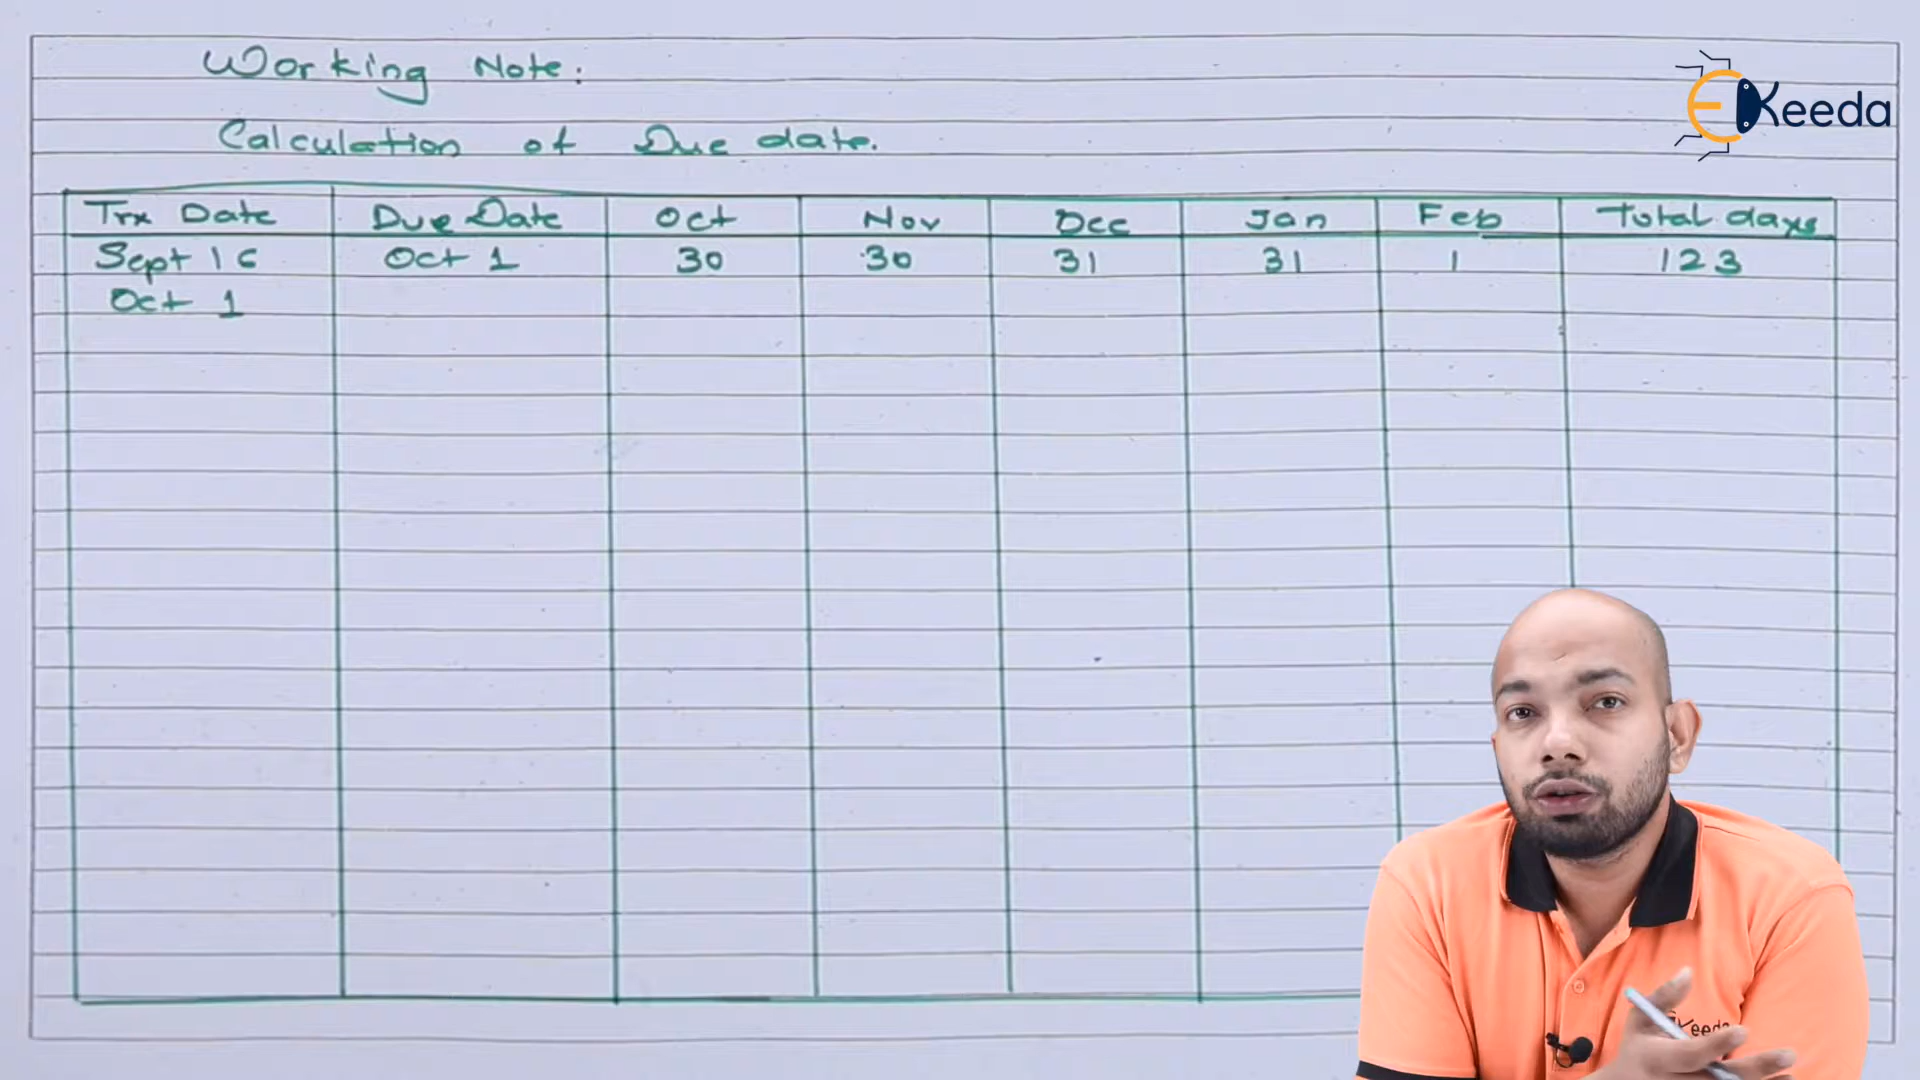 Working Note:
EKeeda
Calculation of Due date.
Trx Date Due Date Oct Nov Dec Jan Feb Total days
Sept 16 Oct 1 30 30 31 31 1 123
Oct 1